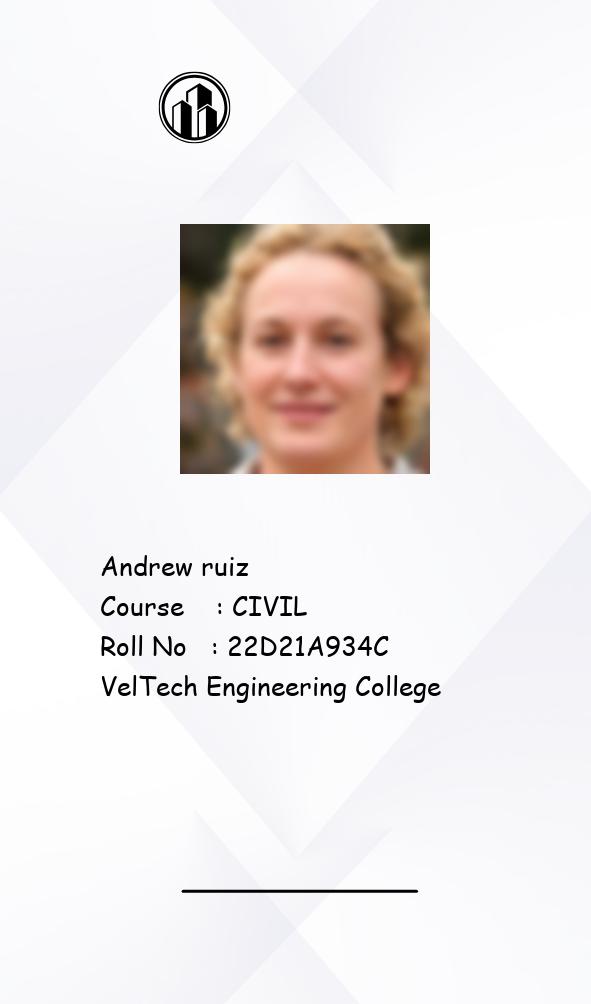 Andrew ruiz
Course : CIVIL
Roll No : 22D21A934C
VelTech Engineering College